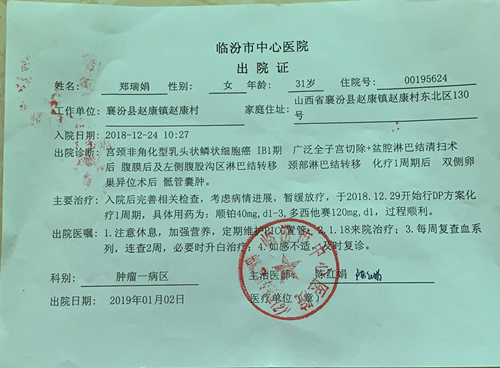 临汾市中心医院
出院证
姓名: 郑瑞娟 性别: 女 年龄: 31岁 住院号: 00195624
工作单位: 襄汾县赵康镇赵康村 家庭住址: 山西省襄汾县赵康镇赵康村东北区130号
入院日期: 2018-12-24 10:27
出院诊断: 宫颈非角化型乳头状鳞状细胞癌 IB1期 广泛全子宫切除+盆腔淋巴结清扫术
后 腹膜后及左侧腹股沟区淋巴结转移 颈部淋巴结转移 化疗1周期后 双侧卵
巢异位术后 骶管囊肿。
主要治疗: 入院后完善相关检查, 考虑病情进展, 暂缓放疗, 于2018.12.29开始行DP方案化
疗1周期, 具体用药为: 顺铂40mg,d1-3,多西他赛120mg,d1, 过程顺利。
出院医嘱: 1.注意休息, 加强营养, 定期维护PICC置管; 2.1.18来院治疗; 3.每周复查血系
列, 连查2周, 必要时升白治疗; 4.如感不适, 及时复诊。
科别: 肿瘤一病区 主治医师: 陈红娟
出院日期: 2019年01月02日 医疗单位(章)